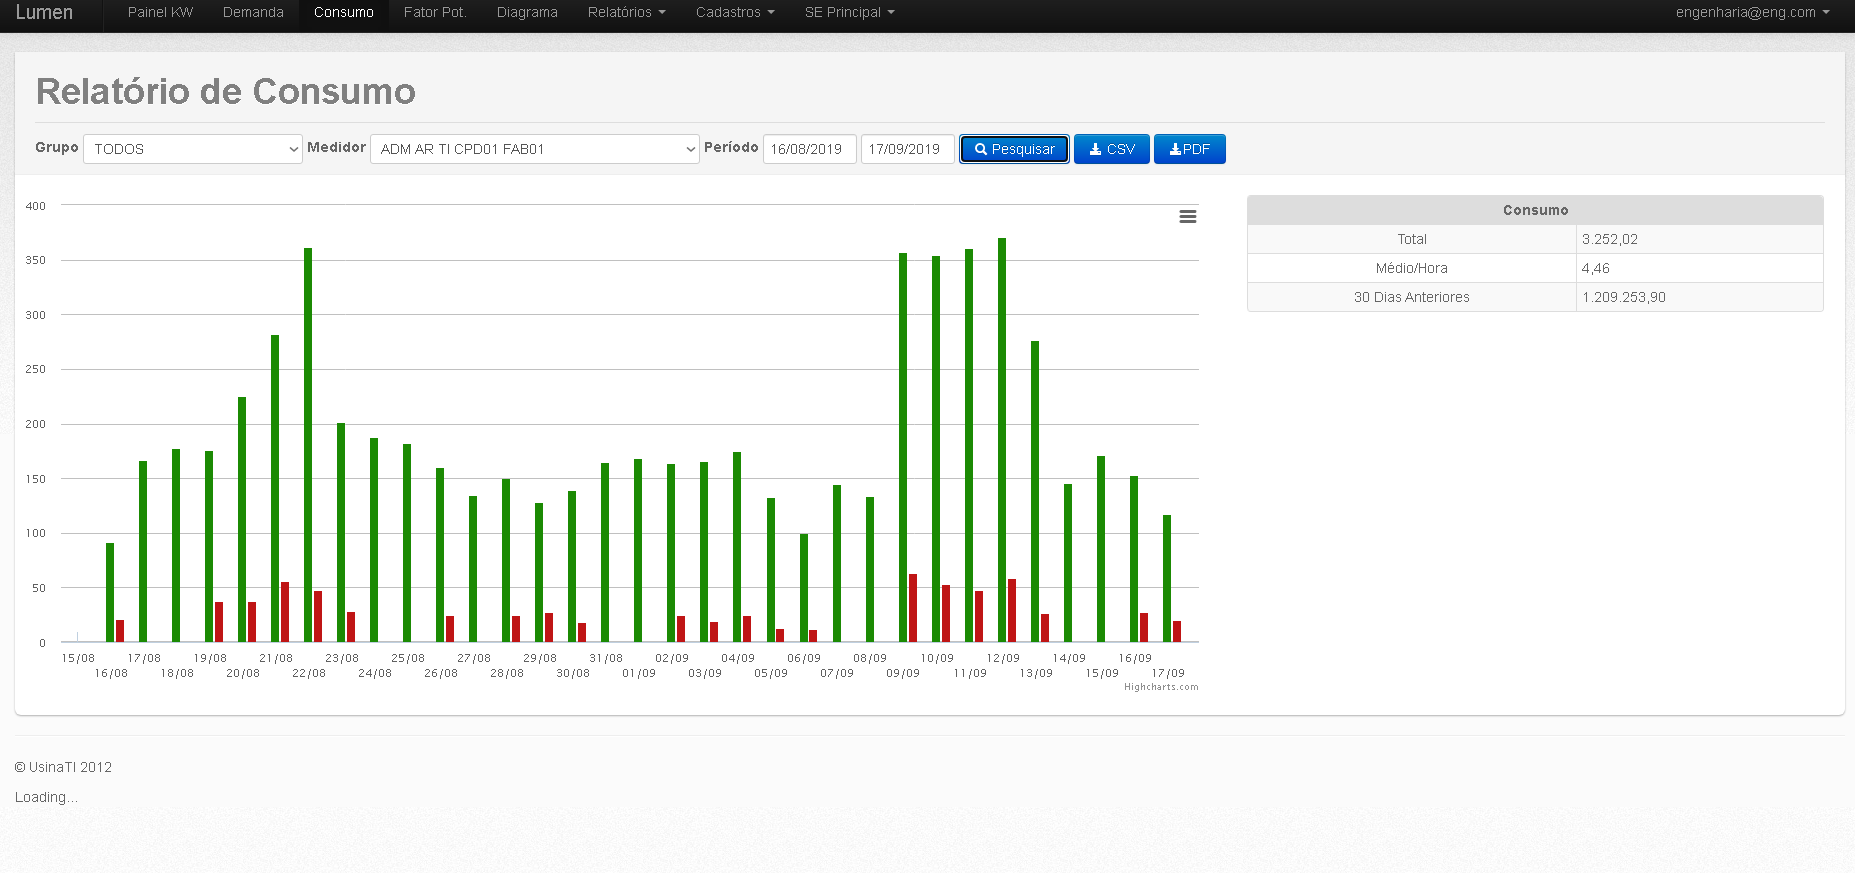 Lumen Painel KW Demanda Consumo Fator Pot. Diagrama Relatórios Cadastros SE Principal engenharia@eng.com
Relatório de Consumo
Grupo TODOS Medidor ADM AR TI CPD01 FAB01 Período 16/08/2019 17/09/2019 Pesquisar CSV PDF
400
350
300
250
200
150
100
50
0
15/08 17/08 19/08 21/08 23/08 25/08 27/08 29/08 31/08 02/09 04/09 06/09 08/09 10/09 12/09 14/09 16/09
16/08 18/08 20/08 22/08 24/08 26/08 28/08 30/08 01/09 03/09 05/09 07/09 09/09 11/09 13/09 15/09 17/09
Highcharts.com
Consumo
Total 3.252,02
Médio/Hora 4,46
30 Dias Anteriores 1.209.253,90
© UsinaTI 2012
Loading...